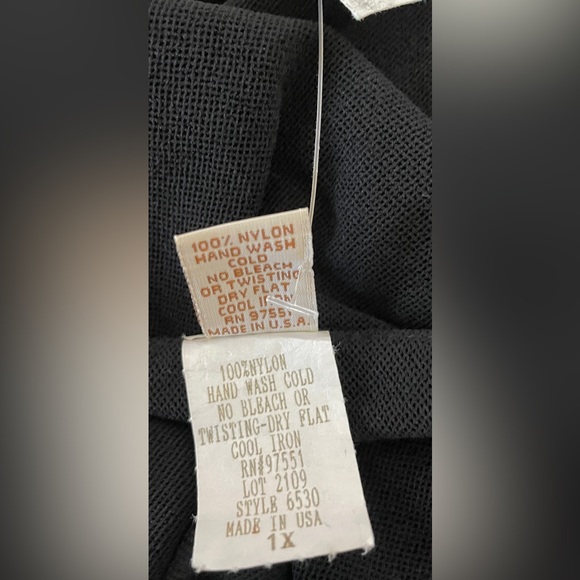 100% NYLON
HAND WASH
COLD
NO BLEACH
OR TWISTING
DRY FLAT
COOL IRON
RN 97551
MADE IN U.S.A.
100%NYLON
HAND WASH COLD
NO BLEACH OR
TWISTING-DRY FLAT
COOL IRON
RN#97551
LOT 2109
STYLE 6530
MADE IN USA
1X